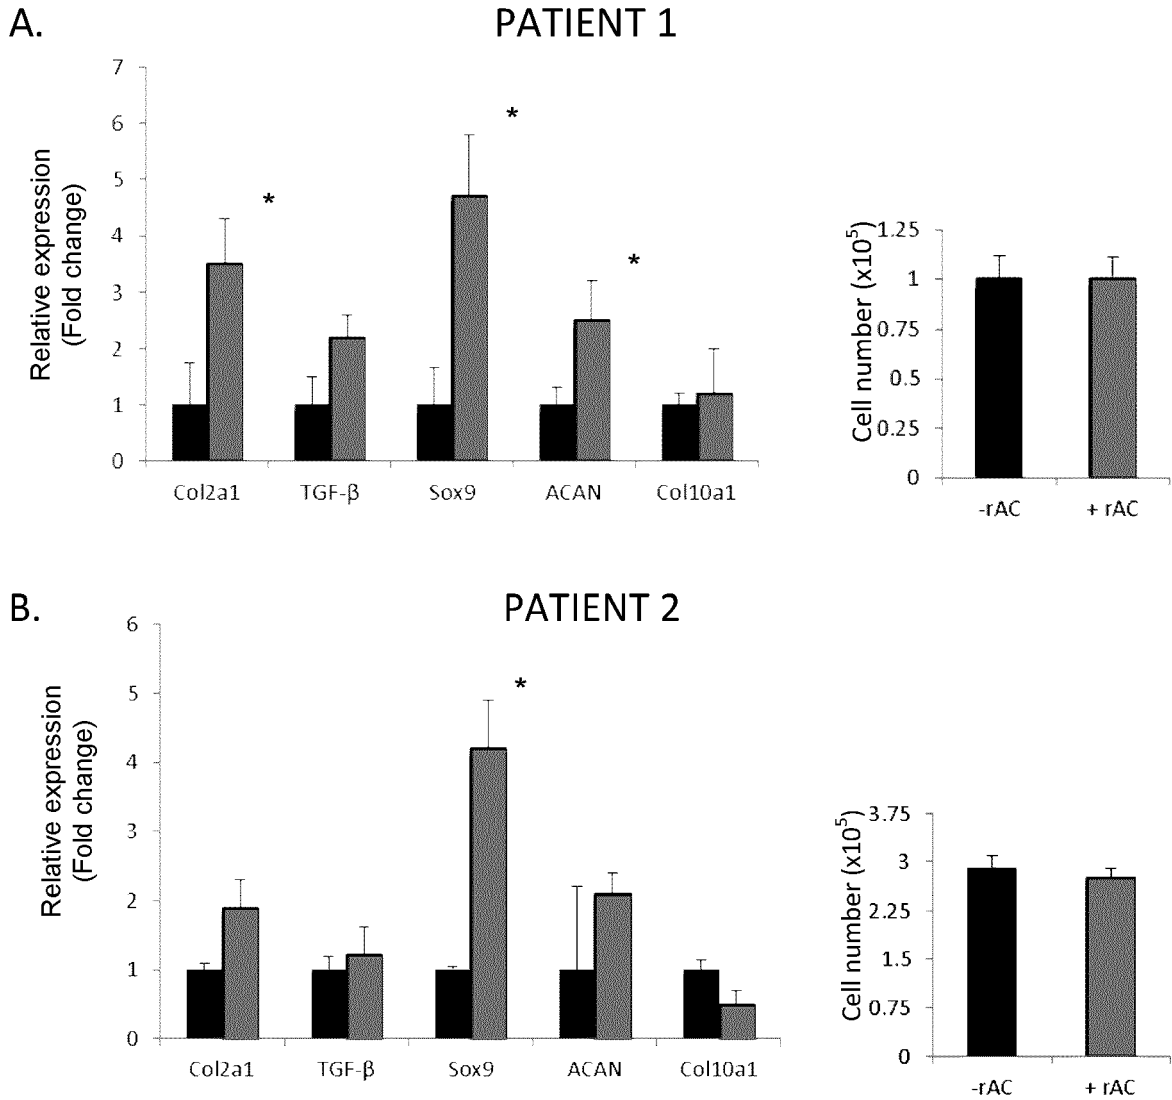 A.
PATIENT 1
Relative expression
(Fold change)
7
6
5
4
3
2
1
0
*
*
*
Col2a1 TGF-β Sox9 ACAN Col10a1
Cell number (x10⁵)
1.25
1
0.75
0.5
0.25
0
-rAC + rAC
B.
PATIENT 2
Relative expression
(Fold change)
6
5
4
3
2
1
0
*
Col2a1 TGF-β Sox9 ACAN Col10a1
Cell number (x10⁵)
3.75
3
2.25
1.5
0.75
0
-rAC + rAC